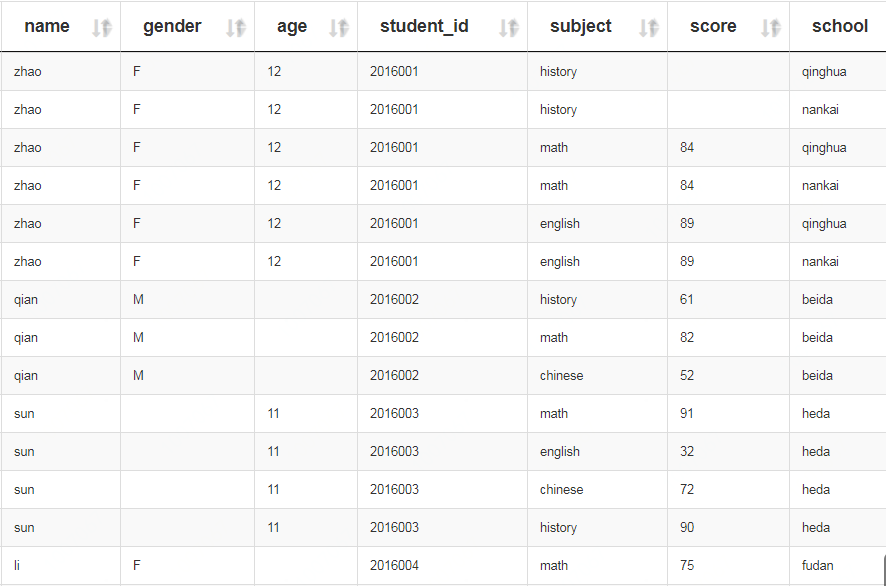 name gender age student_id subject score school
zhao F 12 2016001 history qinghua
zhao F 12 2016001 history nankai
zhao F 12 2016001 math 84 qinghua
zhao F 12 2016001 math 84 nankai
zhao F 12 2016001 english 89 qinghua
zhao F 12 2016001 english 89 nankai
qian M 2016002 history 61 beida
qian M 2016002 math 82 beida
qian M 2016002 chinese 52 beida
sun 11 2016003 math 91 heda
sun 11 2016003 english 32 heda
sun 11 2016003 chinese 72 heda
sun 11 2016003 history 90 heda
li F 2016004 math 75 fudan